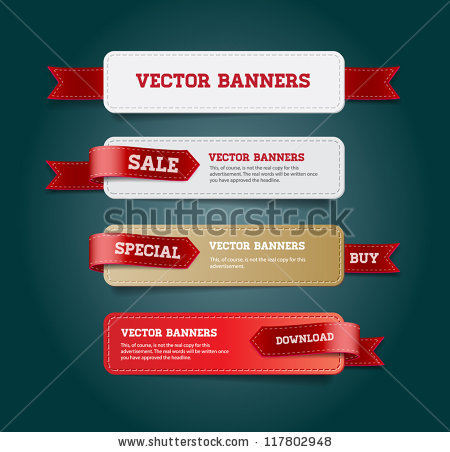 VECTOR BANNERS
SALE
VECTOR BANNERS
This, of course, is not the real copy for this
advertisement. The real words will be written once
you have approved the headline.
SPECIAL
VECTOR BANNERS
This, of course, is not the real copy for this
advertisement.
BUY
VECTOR BANNERS
This, of course, is not the real copy for this
advertisement. The real words will be written
once you have approved the headline.
DOWNLOAD
shutterstock
www.shutterstock.com · 117802948